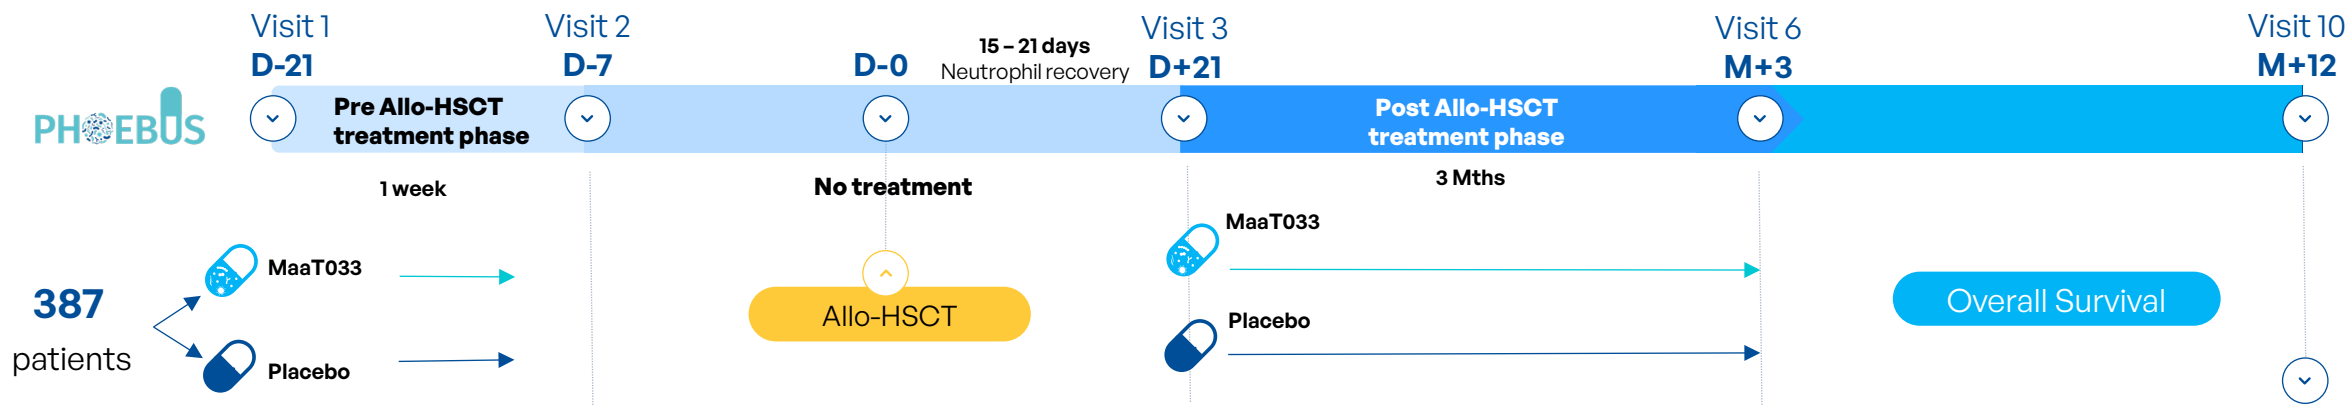 Visit 1
D-21
Visit 2
D-7
D-0
15 – 21 days
Neutrophil recovery
Visit 3
D+21
Visit 6
M+3
Visit 10
M+12
PHOEBUS
Pre Allo-HSCT
treatment phase
Post Allo-HSCT
treatment phase
1 week
No treatment
3 Mths
387
patients
MaaT033
Placebo
Allo-HSCT
MaaT033
Placebo
Overall Survival